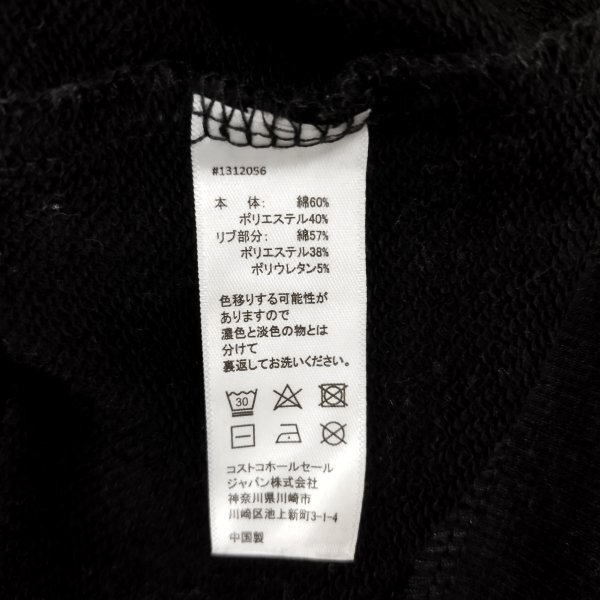 #1312056
本 体: 綿60%
ポリエステル40%
リブ部分: 綿57%
ポリエステル38%
ポリウレタン5%
色移りする可能性が
ありますので
濃色と淡色の物とは
分けて
裏返してお洗いください。
30
コストコホールセール
ジャパン株式会社
神奈川県川崎市
川崎区池上新町3-1-4
中国製